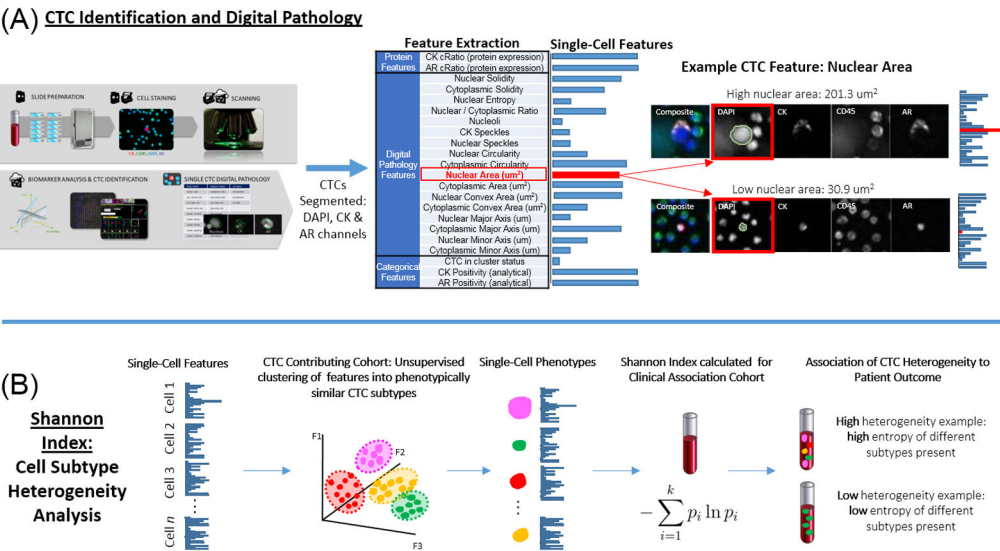 (A) CTC Identification and Digital Pathology
SLIDE PREPARATION
CELL STAINING
SCANNING
BIOMARKER ANALYSIS & CTC IDENTIFICATION
SINGLE CTC DIGITAL PATHOLOGY
Nucleus
CK
AR
CTCs
Segmented:
DAPI, CK &
AR channels
Feature Extraction
Single-Cell Features
Protein
Features
CK cRatio (protein expression)
AR cRatio (protein expression)
Digital
Pathology
Features
Nuclear Solidity
Cytoplasmic Solidity
Nuclear Entropy
Nuclear / Cytoplasmic Ratio
Nucleoli
CK Speckles
Nuclear Speckles
Nuclear Circularity
Cytoplasmic Circularity
Nuclear Area (um²)
Cytoplasmic Area (um²)
Nuclear Convex Area (um²)
Cytoplasmic Convex Area (um²)
Nuclear Major Axis (um)
Cytoplasmic Major Axis (um)
Nuclear Minor Axis (um)
Cytoplasmic Minor Axis (um)
Categorical
Features
CTC in cluster status
CK Positivity (analytical)
AR Positivity (analytical)
Example CTC Feature: Nuclear Area
High nuclear area: 201.3 um²
Composite DAPI CK CD45 AR
Low nuclear area: 30.9 um²
Composite DAPI CK CD45 AR
(B)
Shannon
Index:
Cell Subtype
Heterogeneity
Analysis
Single-Cell Features
Cell 1
Cell 2
Cell 3
...
Cell n
CTC Contributing Cohort: Unsupervised
clustering of features into phenotypically
similar CTC subtypes
F1
F2
F3
Single-Cell Phenotypes
Shannon Index calculated for
Clinical Association Cohort
− ∑ᵏᵢ₌₁ pᵢ ln pᵢ
Association of CTC Heterogeneity to
Patient Outcome
High heterogeneity example:
high entropy of different
subtypes present
Low heterogeneity example:
low entropy of different
subtypes present